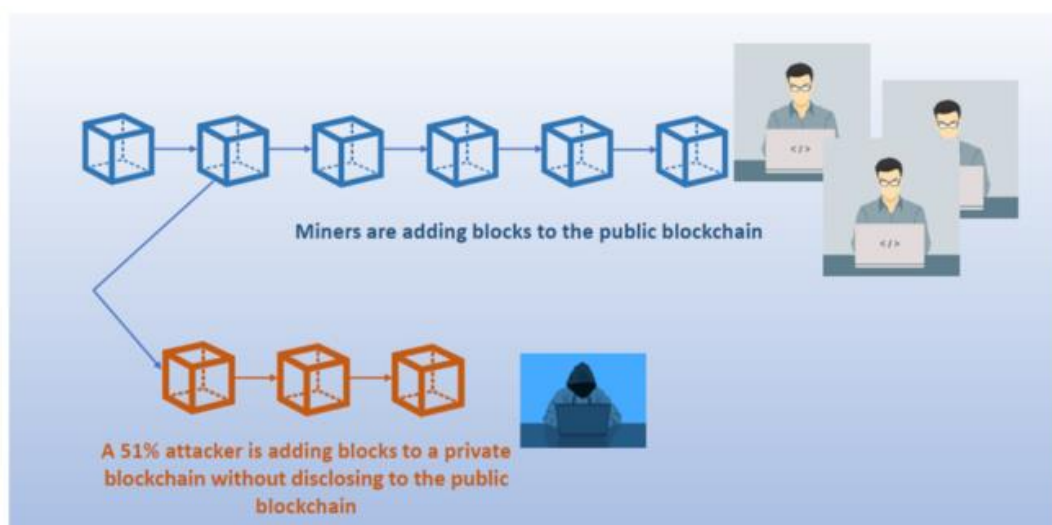 </>
</>
Miners are adding blocks to the public blockchain
A 51% attacker is adding blocks to a private
blockchain without disclosing to the public
blockchain